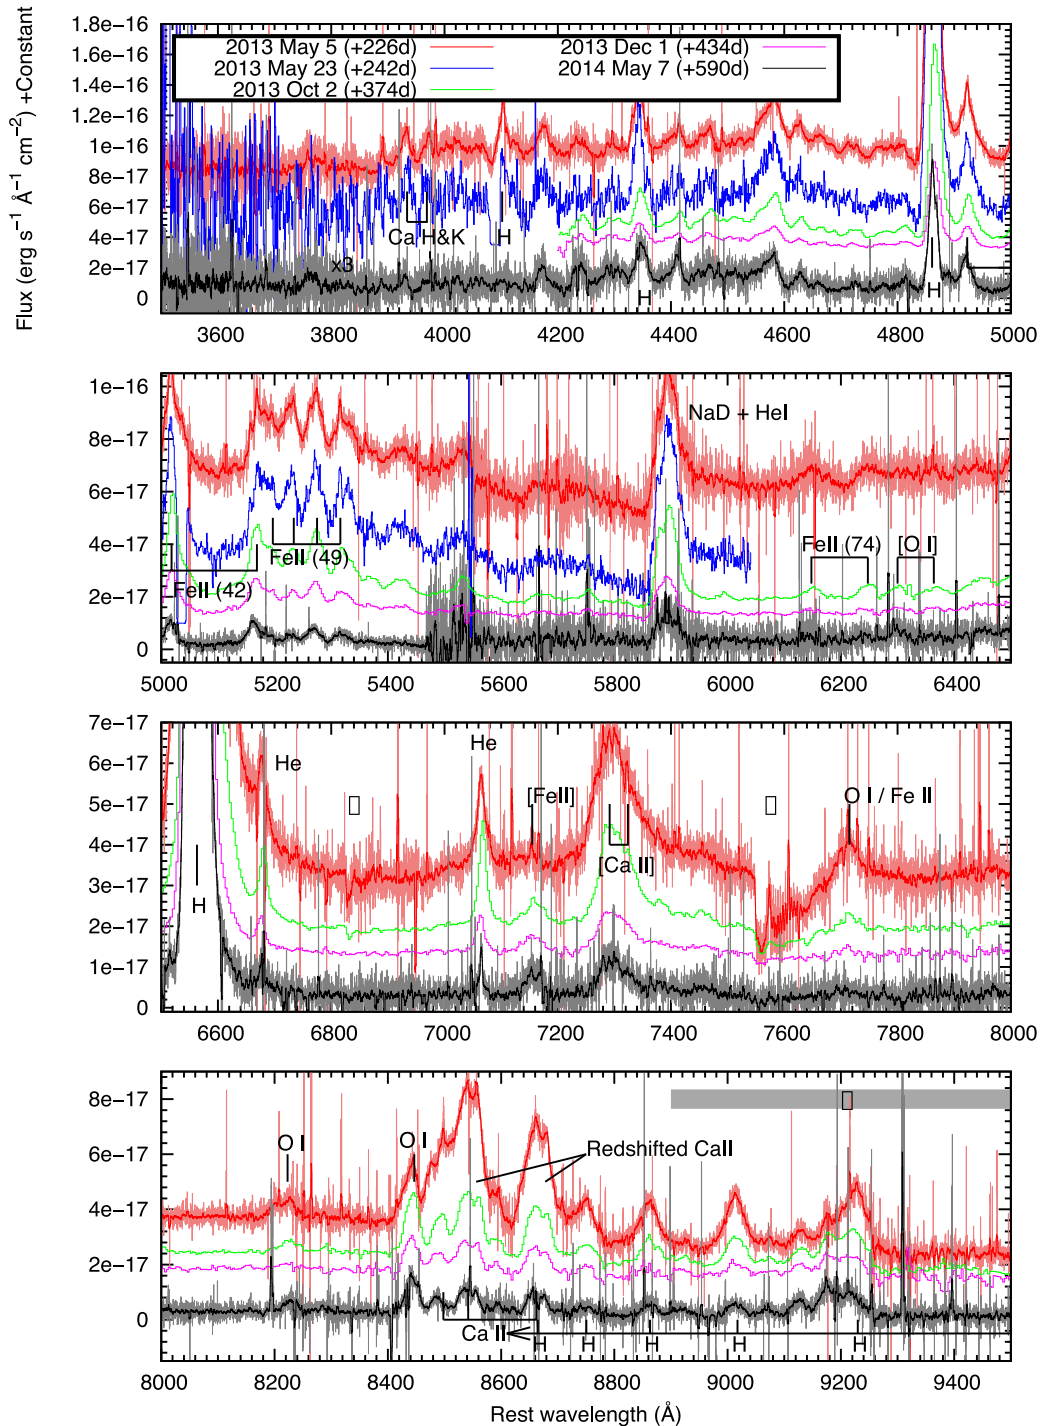 Flux (erg s⁻¹ Å⁻¹ cm⁻²) +Constant
1.8e−16
1.6e−16
1.4e−16
1.2e−16
1e−16
8e−17
6e−17
4e−17
2e−17
0
2013 May 5 (+226d)
2013 May 23 (+242d)
2013 Oct 2 (+374d)
2013 Dec 1 (+434d)
2014 May 7 (+590d)
Ca H&K
H
x3
H
H
3600 3800 4000 4200 4400 4600 4800 5000
1e−16
8e−17
6e−17
4e−17
2e−17
0
NaD + HeI
FeII (49)
FeII (42)
FeII (74)
[O I]
5000 5200 5400 5600 5800 6000 6200 6400
7e−17
6e−17
5e−17
4e−17
3e−17
2e−17
1e−17
0
He
He
[FeII]
[Ca II]
O I / Fe II
H
6600 6800 7000 7200 7400 7600 7800 8000
8e−17
6e−17
4e−17
2e−17
0
O I
O I
Redshifted CaII
Ca II
H H H H H
8000 8200 8400 8600 8800 9000 9200 9400
Rest wavelength (Å)